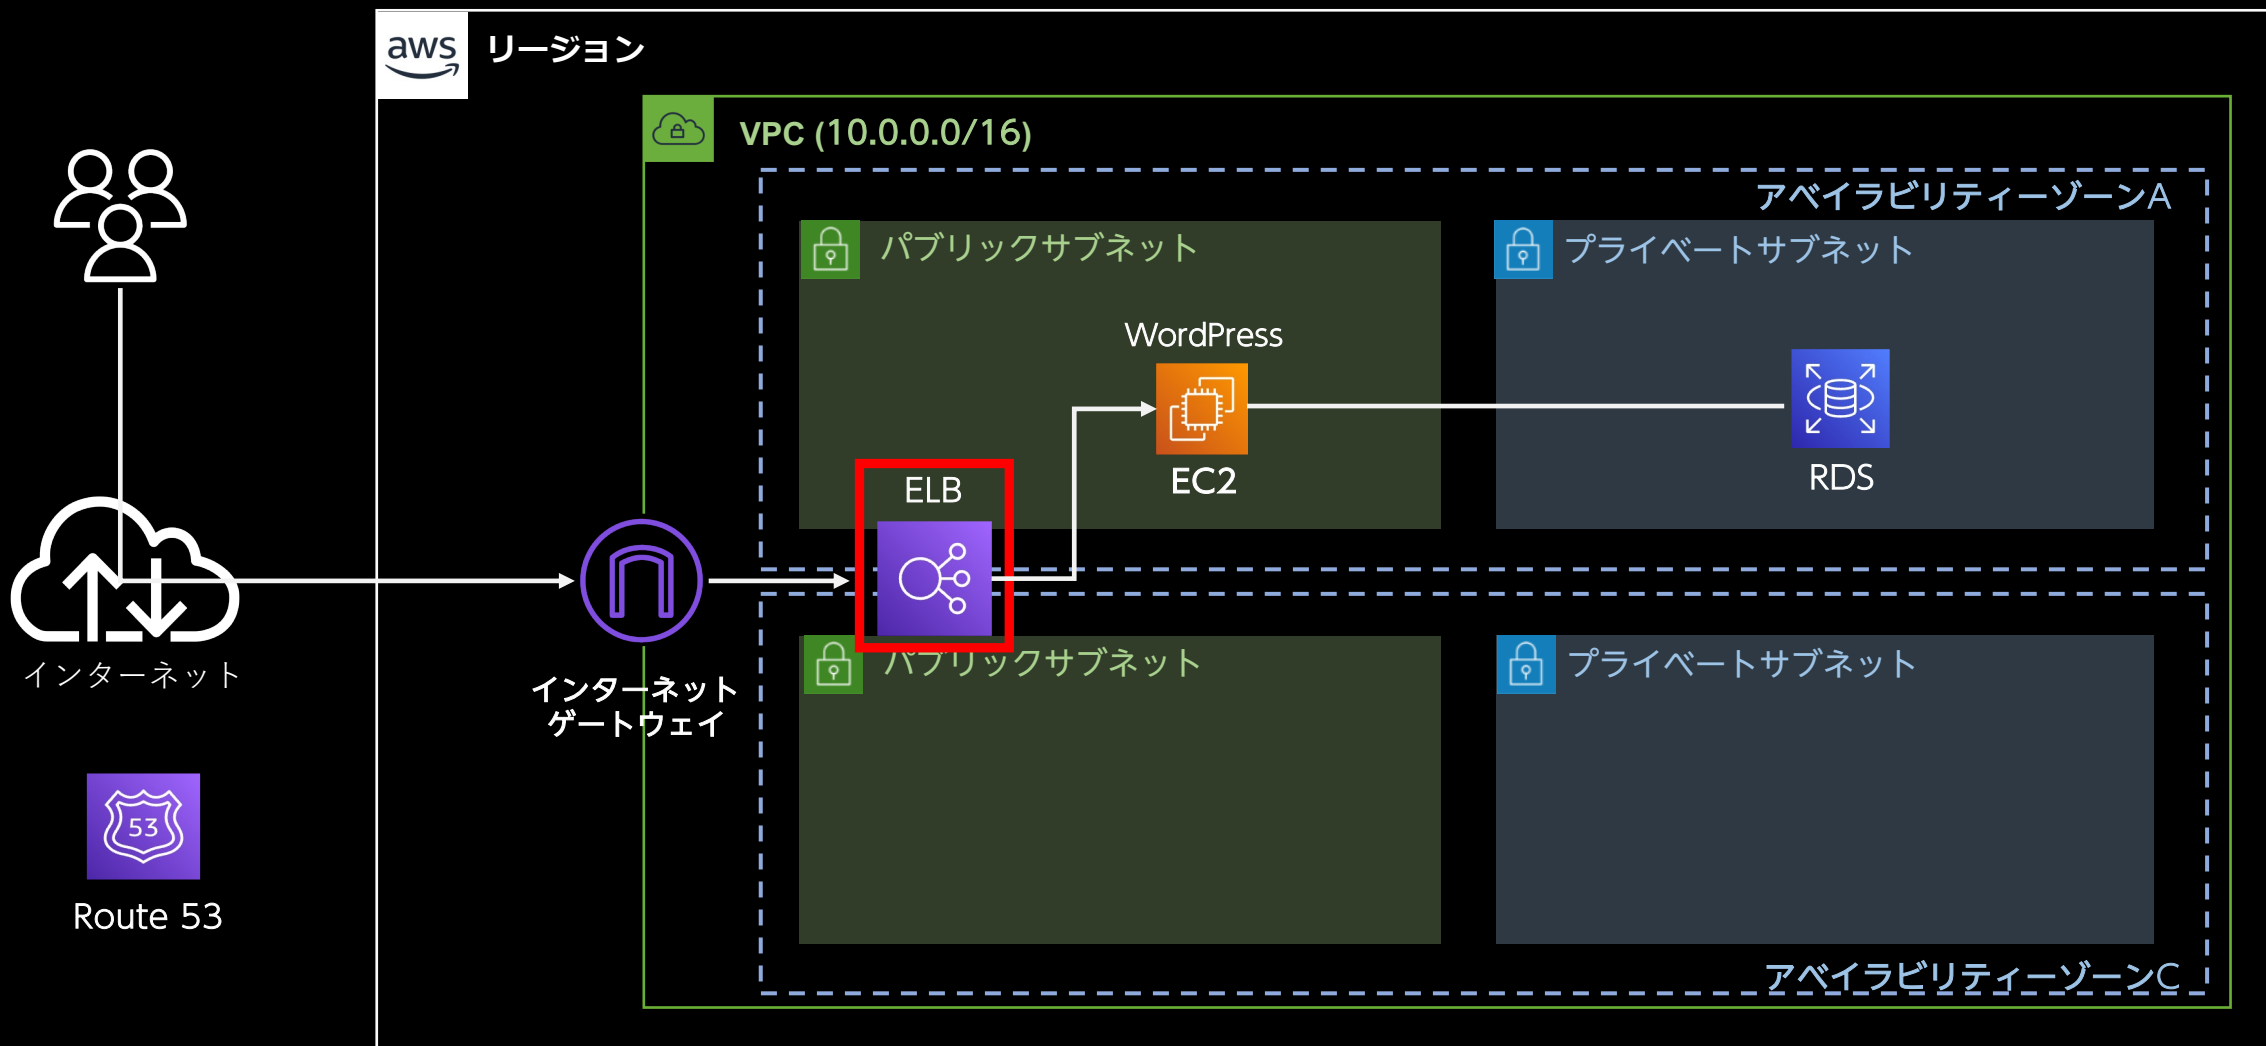 aws
リージョン
VPC (10.0.0.0/16)
アベイラビリティーゾーンA
パブリックサブネット
プライベートサブネット
WordPress
EC2
RDS
ELB
インターネット
インターネット
ゲートウェイ
パブリックサブネット
プライベートサブネット
53
Route 53
アベイラビリティーゾーンC